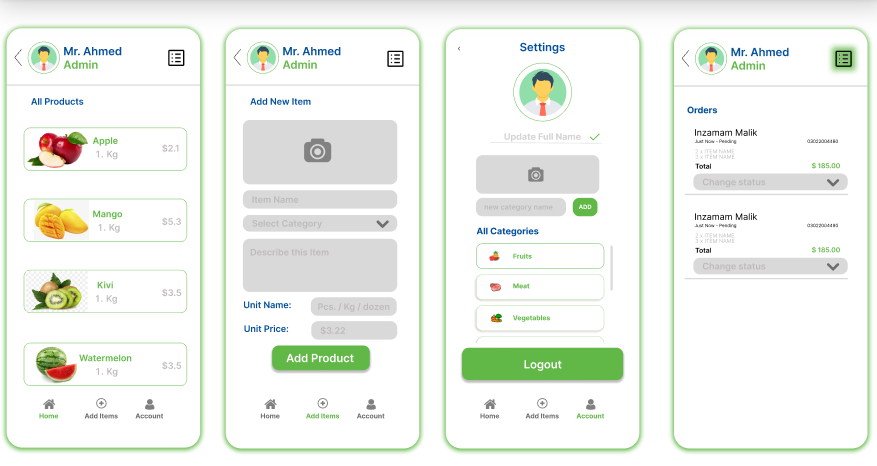 Mr. Ahmed
Admin
All Products
Apple
1. Kg
$2.1
Mango
1. Kg
$5.3
Kivi
1. Kg
$3.5
Watermelon
1. Kg
$3.5
Home
Add Items
Account
Mr. Ahmed
Admin
Add New Item
Item Name
Select Category
Describe this Item
Unit Name:
Pcs. / Kg / dozen
Unit Price:
$3.22
Add Product
Home
Add Items
Account
Settings
Update Full Name
new category name
ADD
All Categories
Fruits
Meat
Vegetables
Logout
Home
Add Items
Account
Mr. Ahmed
Admin
Orders
Inzamam Malik
Just Now - Pending
03022004480
2 x ITEM NAME
3 x ITEM NAME
Total
$ 185.00
Change status
Inzamam Malik
Just Now - Pending
03022004480
2 x ITEM NAME
3 x ITEM NAME
Total
$ 185.00
Change status